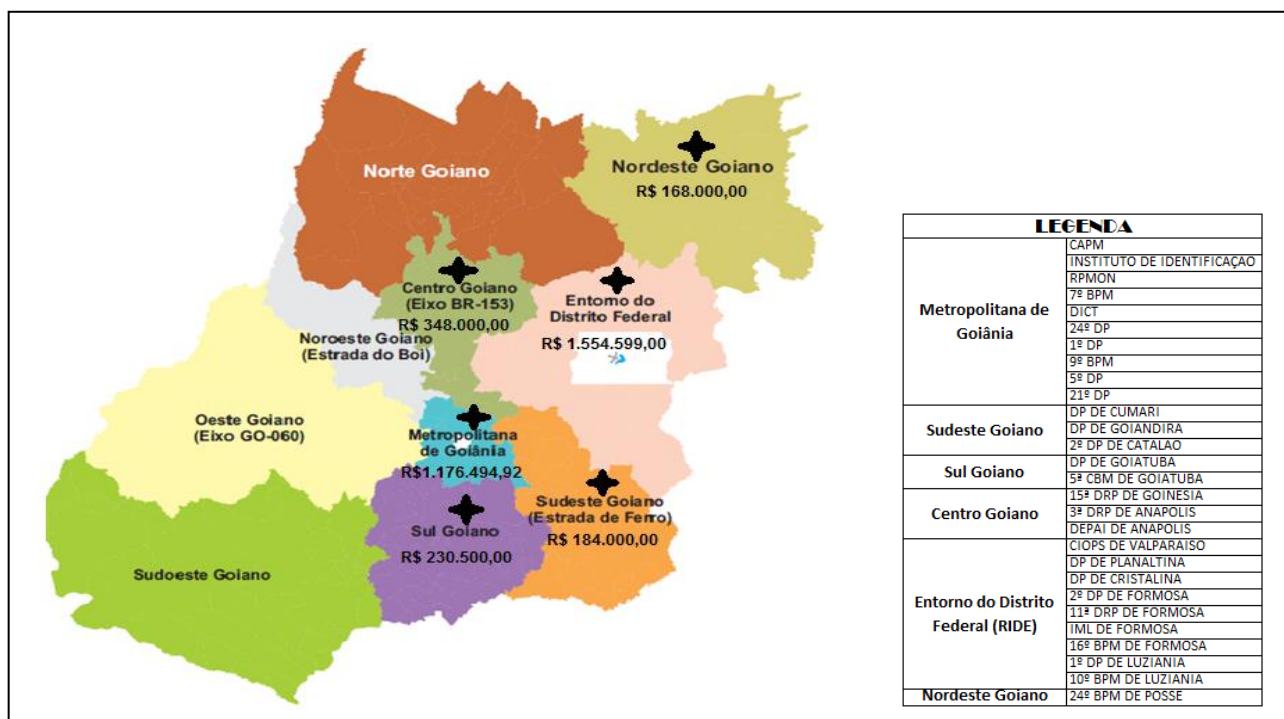 Norte Goiano
Nordeste Goiano
R$ 168.000,00
Centro Goiano
(Eixo BR-153)
R$ 348.000,00
Entorno do
Distrito Federal
R$ 1.554.599,00
Noroeste Goiano
(Estrada do Boi)
Oeste Goiano
(Eixo GO-060)
Metropolitana
de Goiânia
R$1.176.494,92
Sudeste Goiano
(Estrada de Ferro)
R$ 184.000,00
Sul Goiano
R$ 230.500,00
Sudoeste Goiano
LEGENDA
Metropolitana de
Goiânia
CAPM
INSTITUTO DE IDENTIFICAÇAO
RPMON
7º BPM
DICT
24º DP
1º DP
9º BPM
5º DP
21º DP
Sudeste Goiano
DP DE CUMARI
DP DE GOIANDIRA
2º DP DE CATALAO
Sul Goiano
DP DE GOIATUBA
5ª CBM DE GOIATUBA
Centro Goiano
15ª DRP DE GOINESIA
3ª DRP DE ANAPOLIS
DEPAI DE ANAPOLIS
Entorno do Distrito
Federal (RIDE)
CIOPS DE VALPARAISO
DP DE PLANALTINA
DP DE CRISTALINA
2º DP DE FORMOSA
11ª DRP DE FORMOSA
IML DE FORMOSA
16º BPM DE FORMOSA
1º DP DE LUZIANIA
10º BPM DE LUZIANIA
Nordeste Goiano
24º BPM DE POSSE